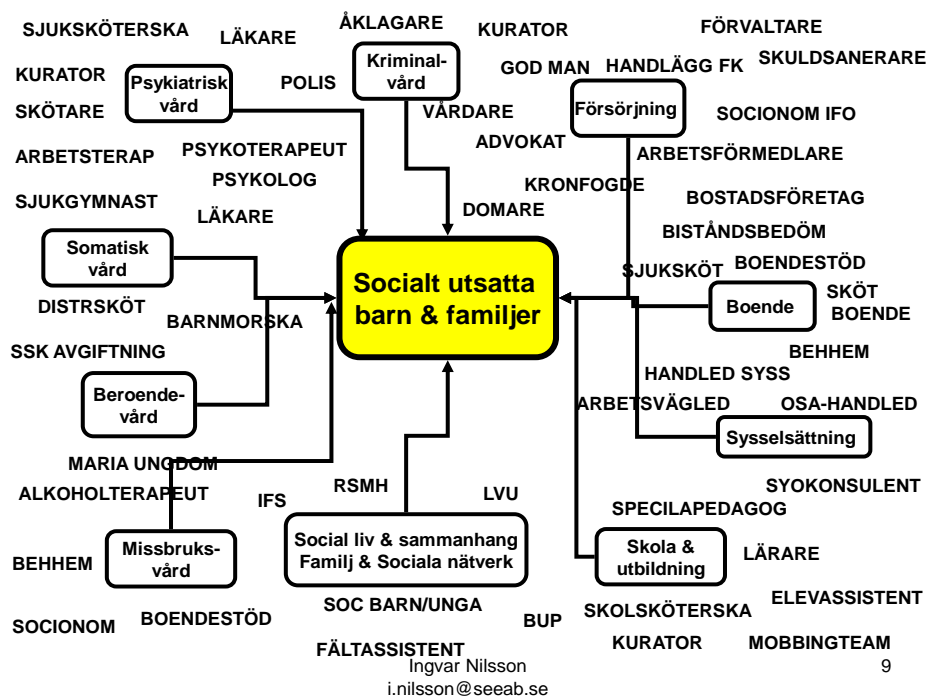 SJUKSKÖTERSKA
LÄKARE
ÅKLAGARE
KURATOR
FÖRVALTARE
KURATOR
Psykiatrisk
vård
POLIS
Kriminal-
vård
GOD MAN
HANDLÄGG FK
SKULDSANERARE
SKÖTARE
VÅRDARE
Försörjning
SOCIONOM IFO
ARBETSTERAP
PSYKOTERAPEUT
ADVOKAT
ARBETSFÖRMEDLARE
PSYKOLOG
KRONFOGDE
SJUKGYMNAST
LÄKARE
DOMARE
BOSTADSFÖRETAG
BISTÅNDSBEDÖM
Somatisk
vård
Socialt utsatta
barn & familjer
SJUKSKÖT
BOENDESTÖD
DISTRSKÖT
BARNMORSKA
Boende
SKÖT
BOENDE
SSK AVGIFTNING
BEHHEM
HANDLED SYSS
Beroende-
vård
ARBETSVÄGLED
OSA-HANDLED
Sysselsättning
MARIA UNGDOM
ALKOHOLTERAPEUT
IFS
RSMH
LVU
SYOKONSULENT
SPECILAPEDAGOG
BEHHEM
Missbruks-
vård
Social liv & sammanhang
Familj & Sociala nätverk
Skola &
utbildning
LÄRARE
SOCIONOM
BOENDESTÖD
SOC BARN/UNGA
BUP
SKOLSKÖTERSKA
ELEVASSISTENT
FÄLTASSISTENT
KURATOR
MOBBINGTEAM
Ingvar Nilsson
i.nilsson@seeab.se
9